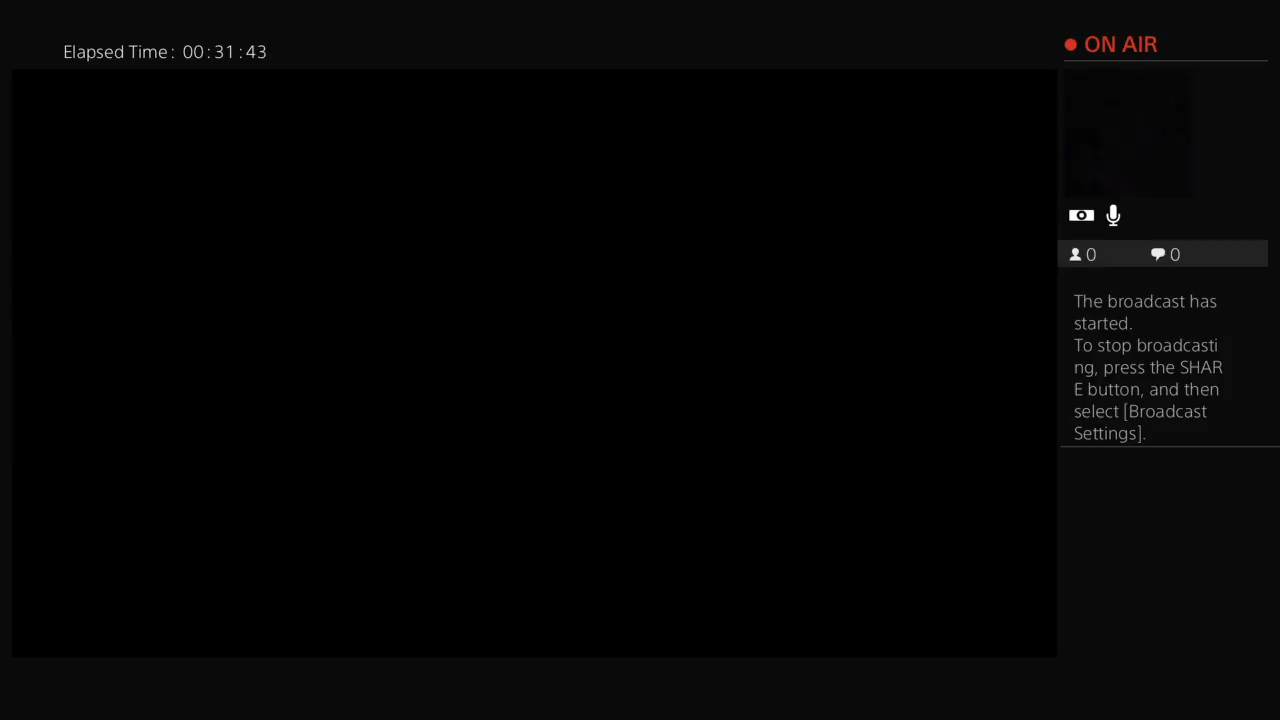 Elapsed Time: 00:31:43
ON AIR
0 0
The broadcast has
started.
To stop broadcasti
ng, press the SHAR
E button, and then
select [Broadcast
Settings].